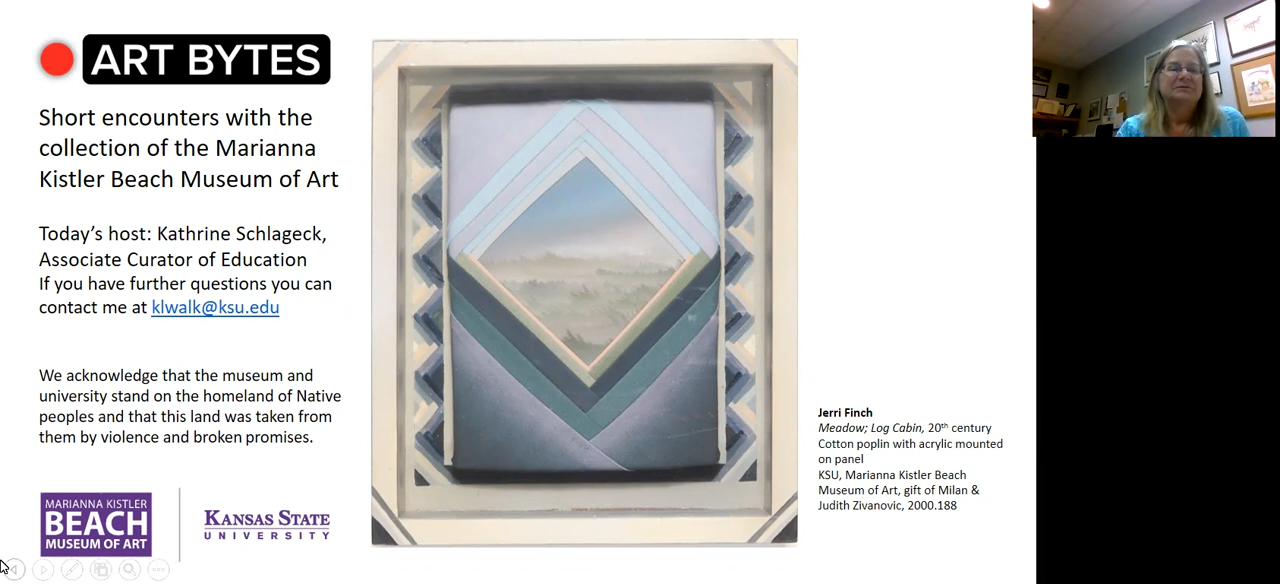 ART BYTES
Short encounters with the
collection of the Marianna
Kistler Beach Museum of Art
Today's host: Kathrine Schlageck,
Associate Curator of Education
If you have further questions you can
contact me at klwalk@ksu.edu
We acknowledge that the museum and
university stand on the homeland of Native
peoples and that this land was taken from
them by violence and broken promises.
MARIANNA KISTLER
BEACH
MUSEUM OF ART
KANSAS STATE
UNIVERSITY
Jerri Finch
Meadow; Log Cabin, 20th century
Cotton poplin with acrylic mounted
on panel
KSU, Marianna Kistler Beach
Museum of Art, gift of Milan &
Judith Zivanovic, 2000.188